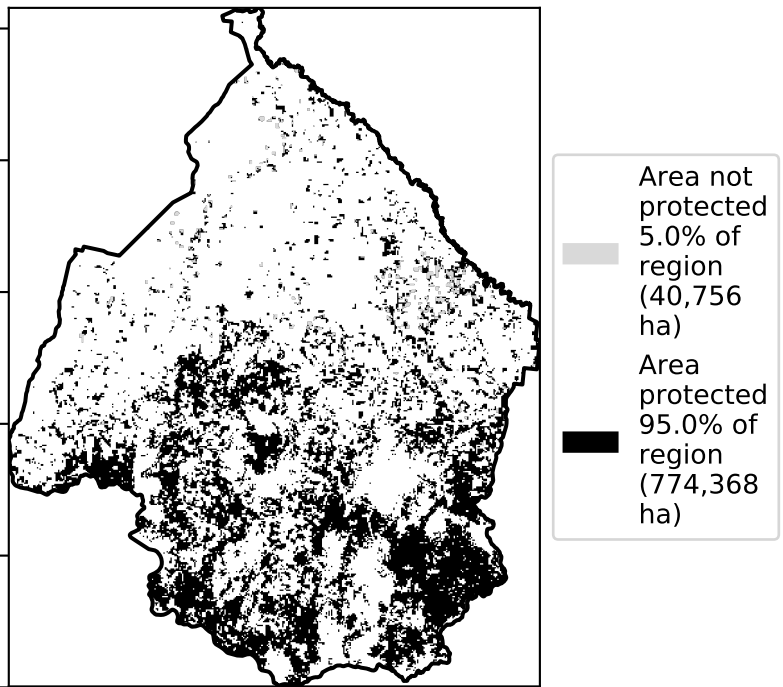 Area not
protected
5.0% of
region
(40,756
ha)
Area
protected
95.0% of
region
(774,368
ha)